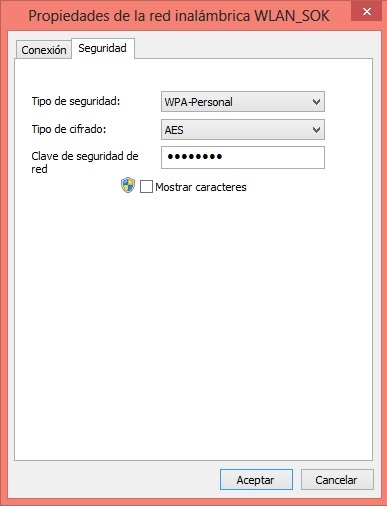 Propiedades de la red inalámbrica WLAN_SOK
Conexión
Seguridad
Tipo de seguridad:
WPA-Personal
Tipo de cifrado:
AES
Clave de seguridad de
red
••••••••
Mostrar caracteres
Aceptar
Cancelar